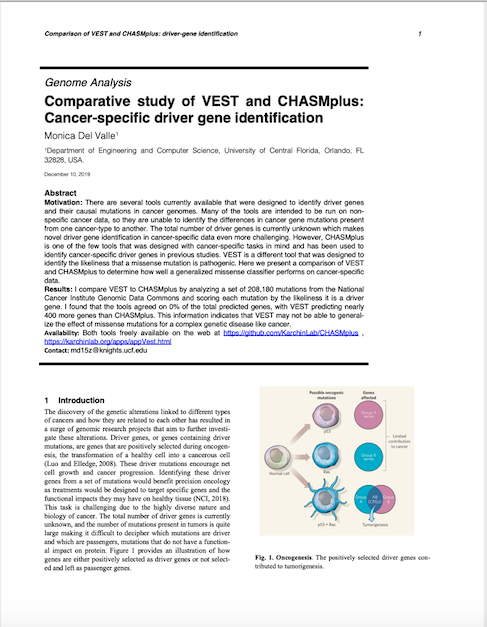 Comparison of VEST and CHASMplus: driver-gene identification
1
Genome Analysis
Comparative study of VEST and CHASMplus:
Cancer-specific driver gene identification
Monica Del Valle¹
¹Department of Engineering and Computer Science, University of Central Florida, Orlando, FL
32828, USA.
December 10, 2019
Abstract
Motivation: There are several tools currently available that were designed to identify driver genes
and their causal mutations in cancer genomes. Many of the tools are intended to be run on non-
specific cancer data, so they are unable to identify the differences in cancer gene mutations present
from one cancer-type to another. The total number of driver genes is currently unknown which makes
novel driver gene identification in cancer-specific data even more challenging. However, CHASMplus
is one of few tools that was designed with cancer-specific tasks in mind and has been used to
identify cancer-specific driver genes in previous studies. VEST is a different tool that was designed to
identify the likelihood that a missense mutation is pathogenic. Here we present a comparison of VEST
and CHASMplus to determine how well a generalized missense classifier performs on cancer-specific
data.
Results: I compare VEST to CHASMplus by analyzing a set of 208,180 mutations from the National
Cancer Institute Genomic Data Commons and scoring each mutation by the likelihood it is a driver
gene. I found that the tools agreed on 0% of the total predicted genes, with VEST predicting nearly
400 more genes than CHASMplus. This information indicates that VEST may not be able to general-
ize the effect of missense mutations for a complex genetic disease like cancer.
Availability: Both tools freely available on the web at https://github.com/KarchinLab/CHASMplus ,
https://karchinlab.org/apps/appVest.html
Contact: md15z@knights.ucf.edu
1 Introduction
The discovery of the genetic alterations linked to different types
of cancers and how they are related to each other has resulted in
a surge of genomic research projects that aim to further investi-
gate these alterations. Driver genes, or genes containing driver
mutations, are genes that are positively selected during oncogen-
esis, the transformation of a healthy cell into a cancerous cell
(Luo and Elledge, 2008). These driver mutations encourage net
cell growth and cancer progression. Identifying these driver
genes from a set of mutations would benefit precision oncology
as treatments would be designed to target specific genes and the
functional impacts they may have on healthy tissue (NCI, 2018).
This task is challenging due to the highly diverse nature and
biology of cancer. The total number of driver genes is currently
unknown, and the number of mutations present in tumors is quite
large making it difficult to decipher which mutations are driver
and which are passengers, mutations that do not have a function-
al impact on protein. Figure 1 provides an illustration of how
genes are either positively selected as driver genes or not select-
ed and left as passenger genes.
Possible oncogenic
mutations
Genes
affected
p53
Group A
genes
Normal cell
Ras
Group B
genes
Limited
contribution
to cancer
p53 + Ras
Group
A
AB
Group
B
Tumorigenesis
Fig. 1. Oncogenesis. The positively selected driver genes con-
tributed to tumorigenesis.